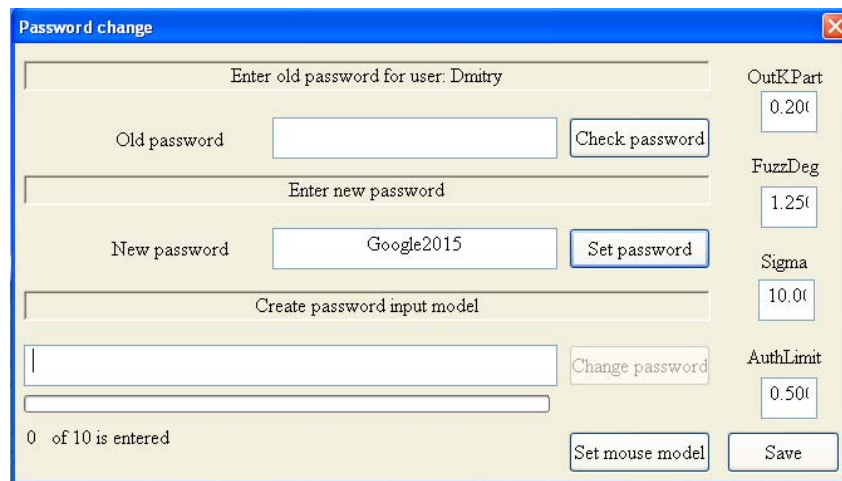 Password change
Enter old password for user: Dmitry
Old password
Check password
Enter new password
New password
Google2015
Set password
Create password input model
Change password
0 of 10 is entered
Set mouse model
OutKPart
0.20(
FuzzDeg
1.25(
Sigma
10.0(
AuthLimit
0.50(
Save